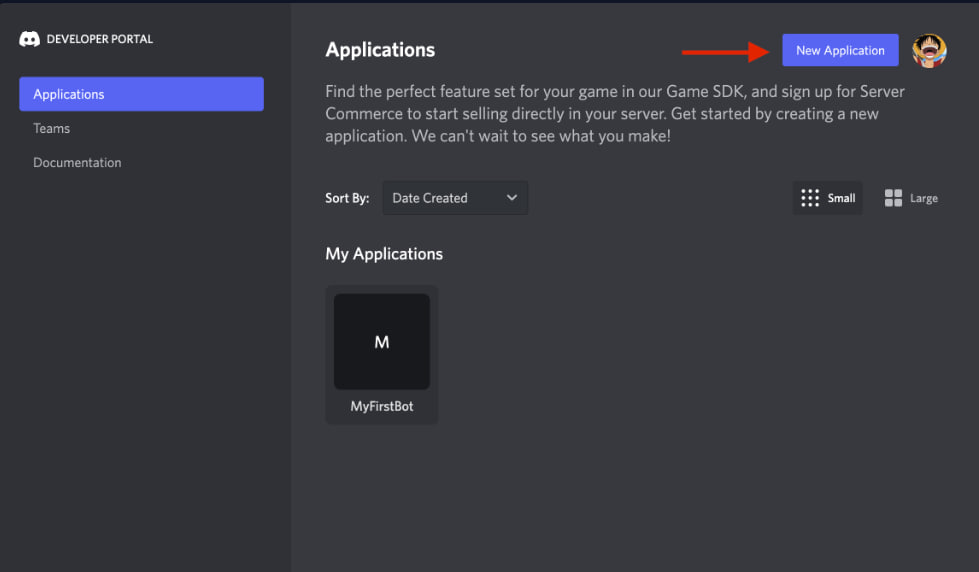 DEVELOPER PORTAL
Applications
Teams
Documentation
Applications
New Application
Find the perfect feature set for your game in our Game SDK, and sign up for Server
Commerce to start selling directly in your server. Get started by creating a new
application. We can't wait to see what you make!
Sort By:
Date Created
Small
Large
My Applications
M
MyFirstBot